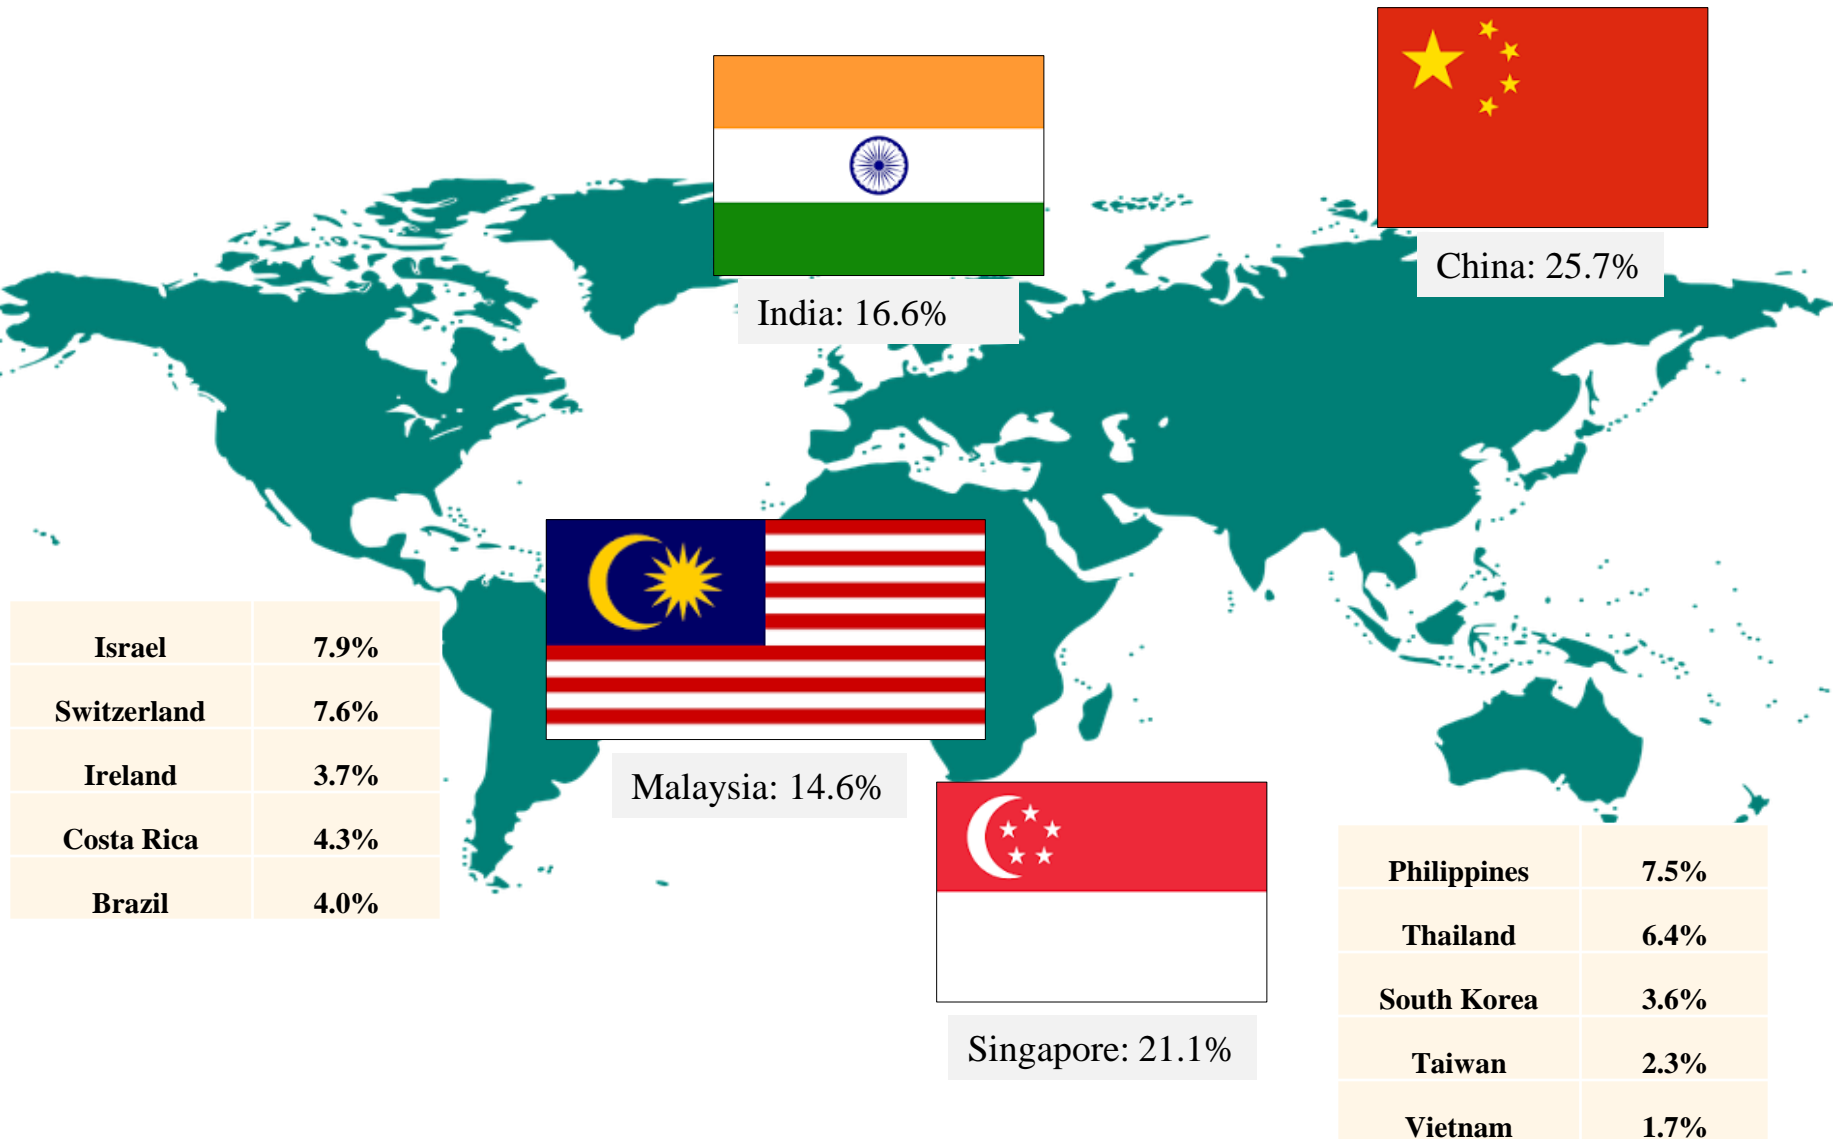 China: 25.7%
India: 16.6%
Israel 7.9%
Switzerland 7.6%
Ireland 3.7%
Costa Rica 4.3%
Brazil 4.0%
Malaysia: 14.6%
Singapore: 21.1%
Philippines 7.5%
Thailand 6.4%
South Korea 3.6%
Taiwan 2.3%
Vietnam 1.7%